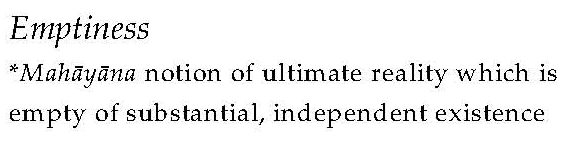 Emptiness
*Mahāyāna notion of ultimate reality which is
empty of substantial, independent existence